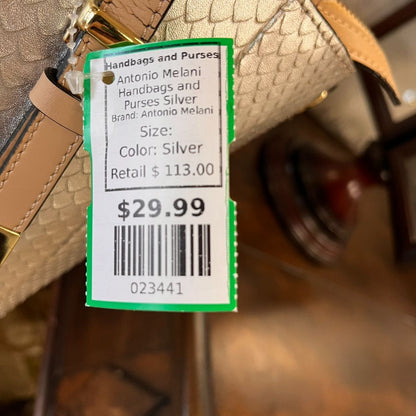 Handbags and Purses
Antonio Melani
Handbags and
Purses Silver
Brand: Antonio Melani
Size:
Color: Silver
Retail $ 113.00
$29.99
023441